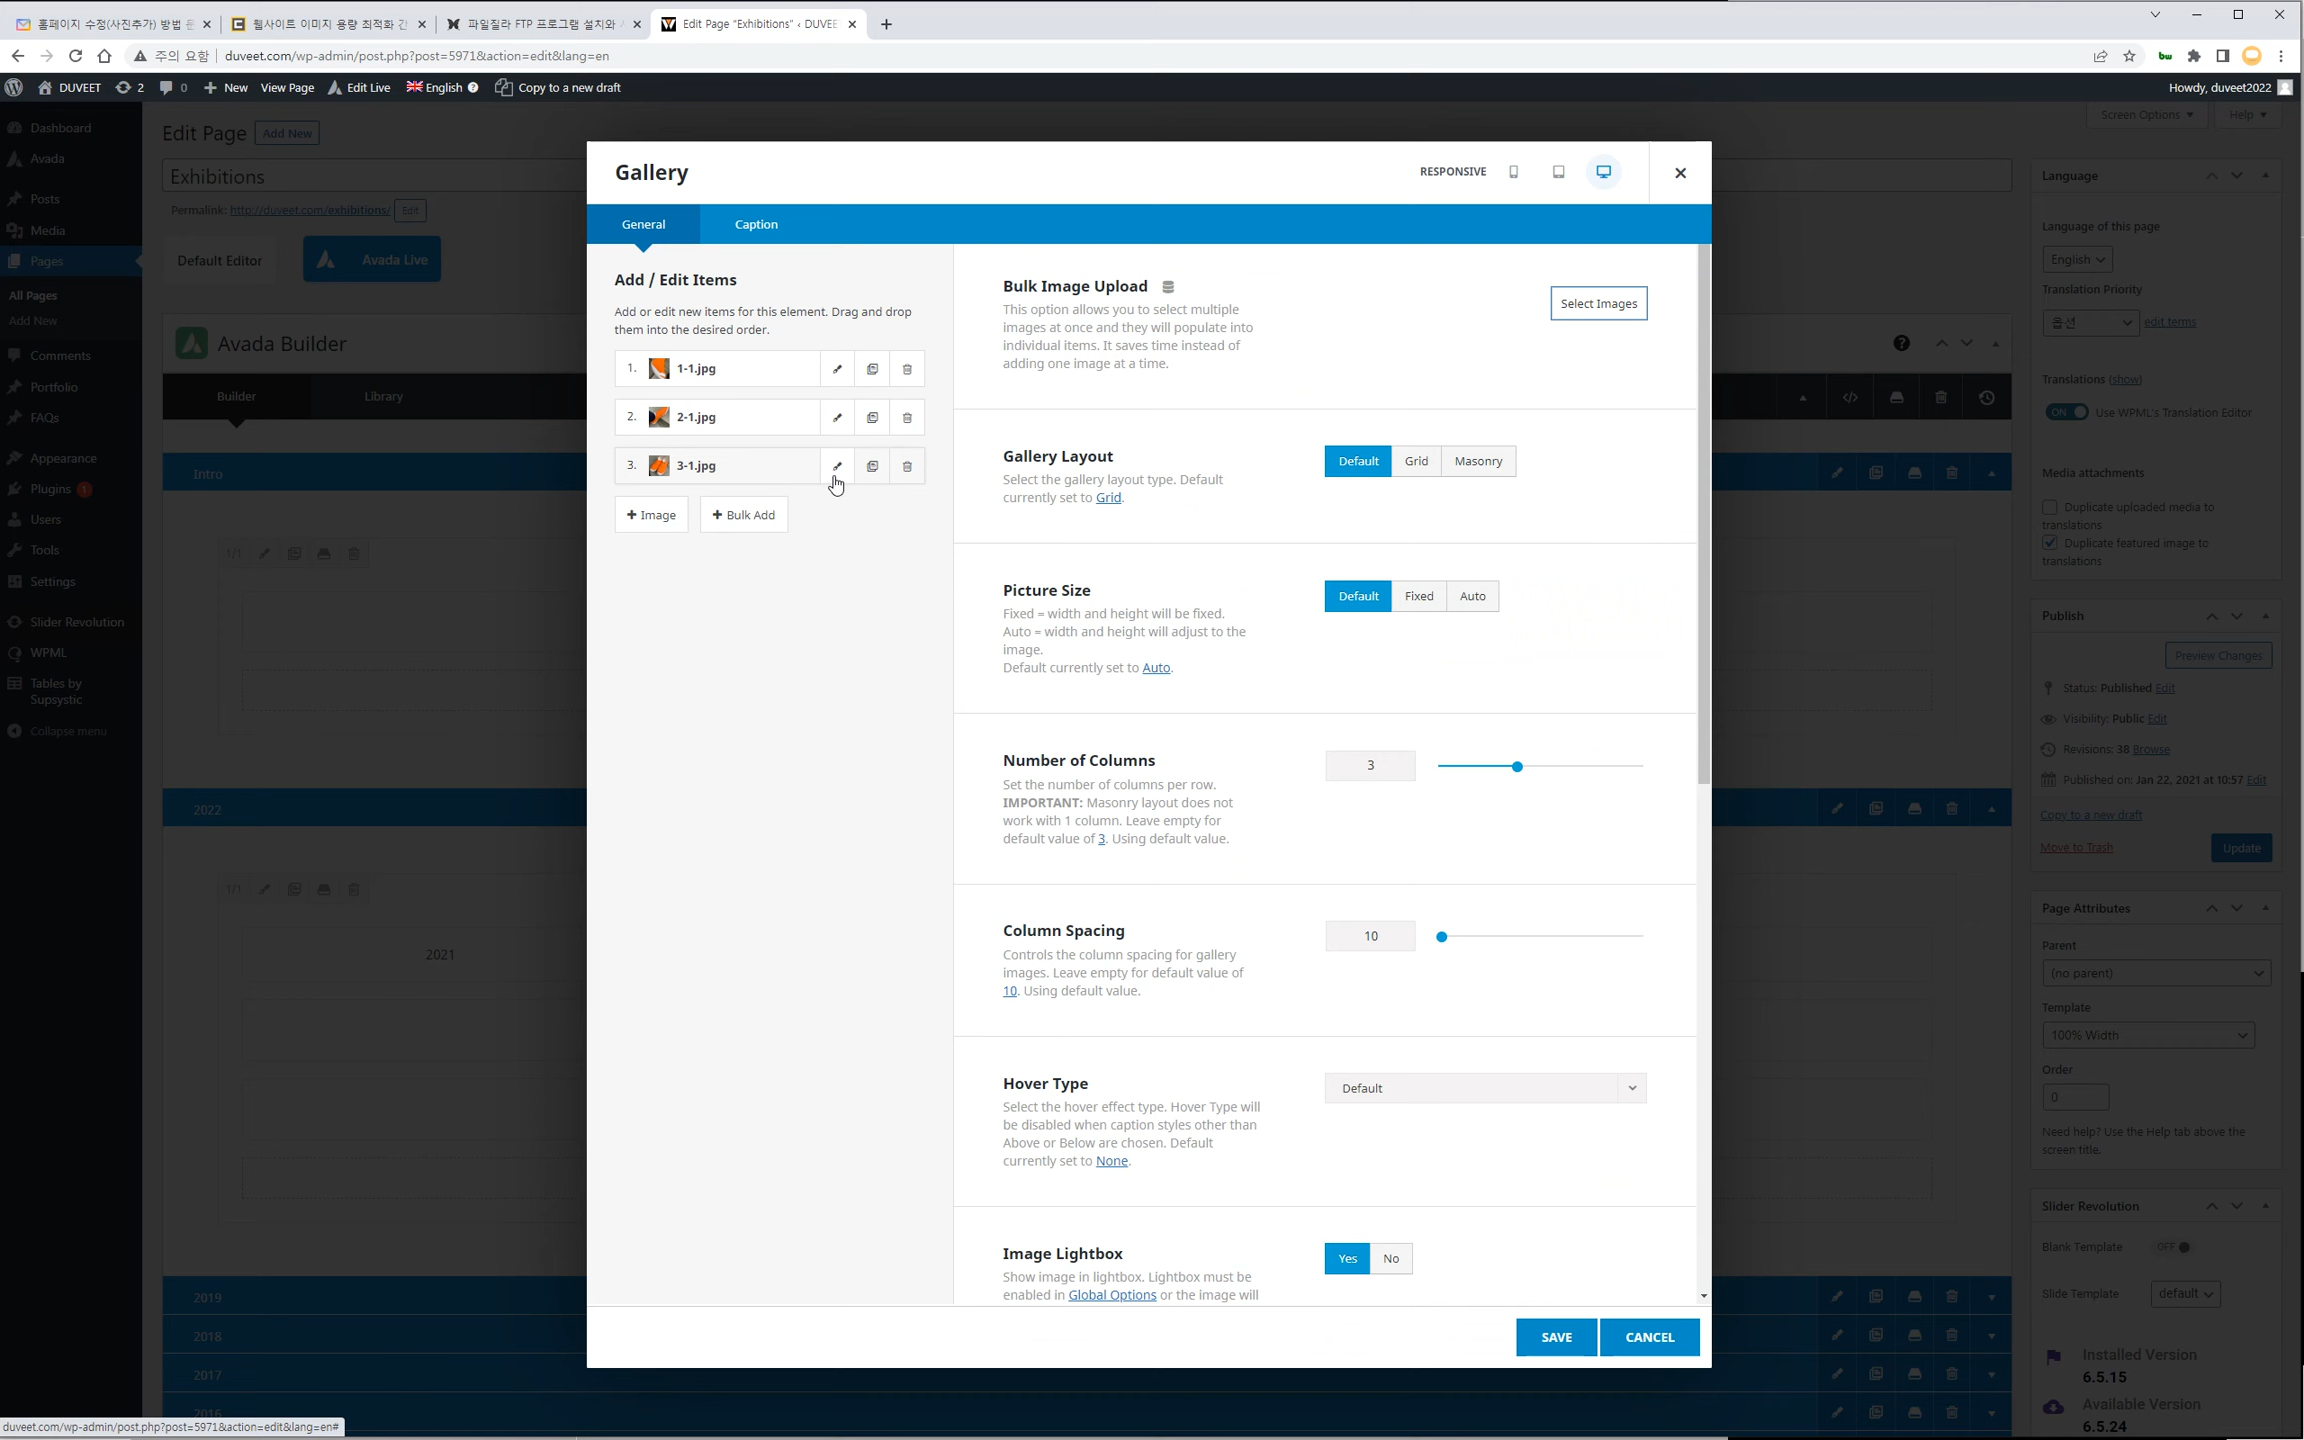 홈페이지 수정(사진추가) 방법 문
웹사이트 이미지 용량 최적화 간
파일질라 FTP 프로그램 설치와
Edit Page "Exhibitions" ‹ DUVEE
주의 요함
duveet.com/wp-admin/post.php?post=5971&action=edit&lang=en
DUVEET
2
0
New
View Page
Edit Live
English
Copy to a new draft
Howdy, duveet2022
Dashboard
Avada
Posts
Media
Pages
All Pages
Add New
Comments
Portfolio
FAQs
Appearance
Plugins 1
Users
Tools
Settings
Slider Revolution
WPML
Tables by
Supsystic
Collapse menu
Edit Page
Add New
Screen Options
Help
Exhibitions
Permalink: http://duveet.com/exhibitions/ Edit
Default Editor
Avada Live
Avada Builder
Builder
Library
Intro
1/1
2022
1/1
2021
2019
2018
2017
2016
Gallery
RESPONSIVE
General
Caption
Add / Edit Items
Add or edit new items for this element. Drag and drop
them into the desired order.
1. 1-1.jpg
2. 2-1.jpg
3. 3-1.jpg
+ Image
+ Bulk Add
Bulk Image Upload
This option allows you to select multiple
images at once and they will populate into
individual items. It saves time instead of
adding one image at a time.
Select Images
Gallery Layout
Select the gallery layout type. Default
currently set to Grid.
Default
Grid
Masonry
Picture Size
Fixed = width and height will be fixed.
Auto = width and height will adjust to the
image.
Default currently set to Auto.
Default
Fixed
Auto
Number of Columns
Set the number of columns per row.
IMPORTANT: Masonry layout does not
work with 1 column. Leave empty for
default value of 3. Using default value.
3
Column Spacing
Controls the column spacing for gallery
images. Leave empty for default value of
10. Using default value.
10
Hover Type
Select the hover effect type. Hover Type will
be disabled when caption styles other than
Above or Below are chosen. Default
currently set to None.
Default
Image Lightbox
Show image in lightbox. Lightbox must be
enabled in Global Options or the image will
Yes
No
SAVE
CANCEL
Language
Language of this page
English
Translation Priority
옵션
edit terms
Translations (show)
ON
Use WPML's Translation Editor
Media attachments
Duplicate uploaded media to
translations
Duplicate featured image to
translations
Publish
Preview Changes
Status: Published Edit
Visibility: Public Edit
Revisions: 38 Browse
Published on: Jan 22, 2021 at 10:57 Edit
Copy to a new draft
Move to Trash
Update
Page Attributes
Parent
(no parent)
Template
100% Width
Order
0
Need help? Use the Help tab above the
screen title.
Slider Revolution
Blank Template
OFF
Slide Template
default
Installed Version
6.5.15
Available Version
6.5.24
duveet.com/wp-admin/post.php?post=5971&action=edit&lang=en#